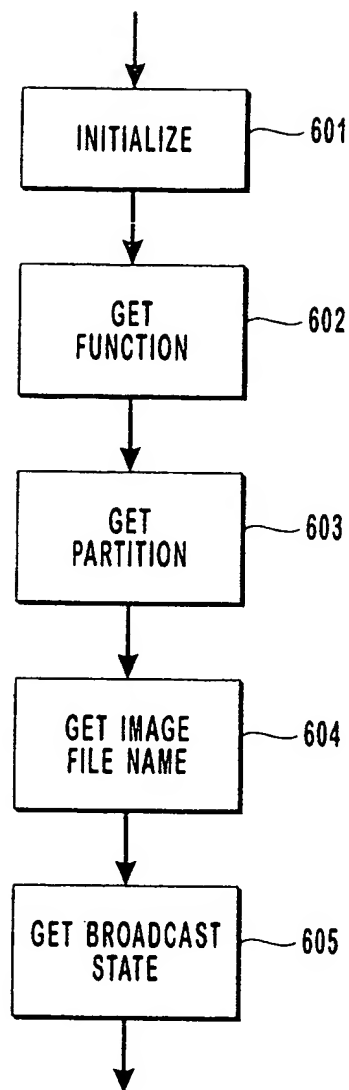 INITIALIZE
601
GET
FUNCTION
602
GET
PARTITION
603
GET IMAGE
FILE NAME
604
GET BROADCAST
STATE
605